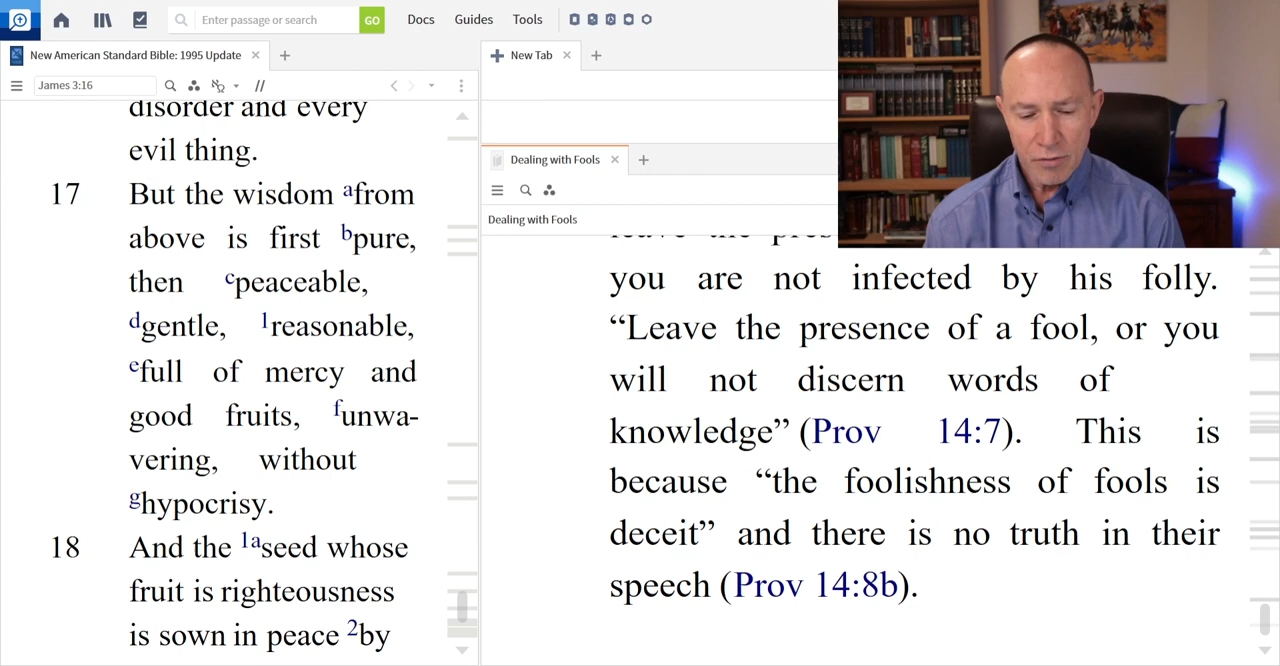 Enter passage or search
GO
Docs
Guides
Tools
New American Standard Bible: 1995 Update
New Tab
James 3:16
disorder and every
evil thing.
17 But the wisdom afrom
above is first bpure,
then cpeaceable,
dgentle, 1reasonable,
efull of mercy and
good fruits, funwa-
vering, without
ghypocrisy.
18 And the 1aseed whose
fruit is righteousness
is sown in peace 2by
Dealing with Fools
Dealing with Fools
you are not infected by his folly.
“Leave the presence of a fool, or you
will not discern words of
knowledge” (Prov 14:7). This is
because “the foolishness of fools is
deceit” and there is no truth in their
speech (Prov 14:8b).